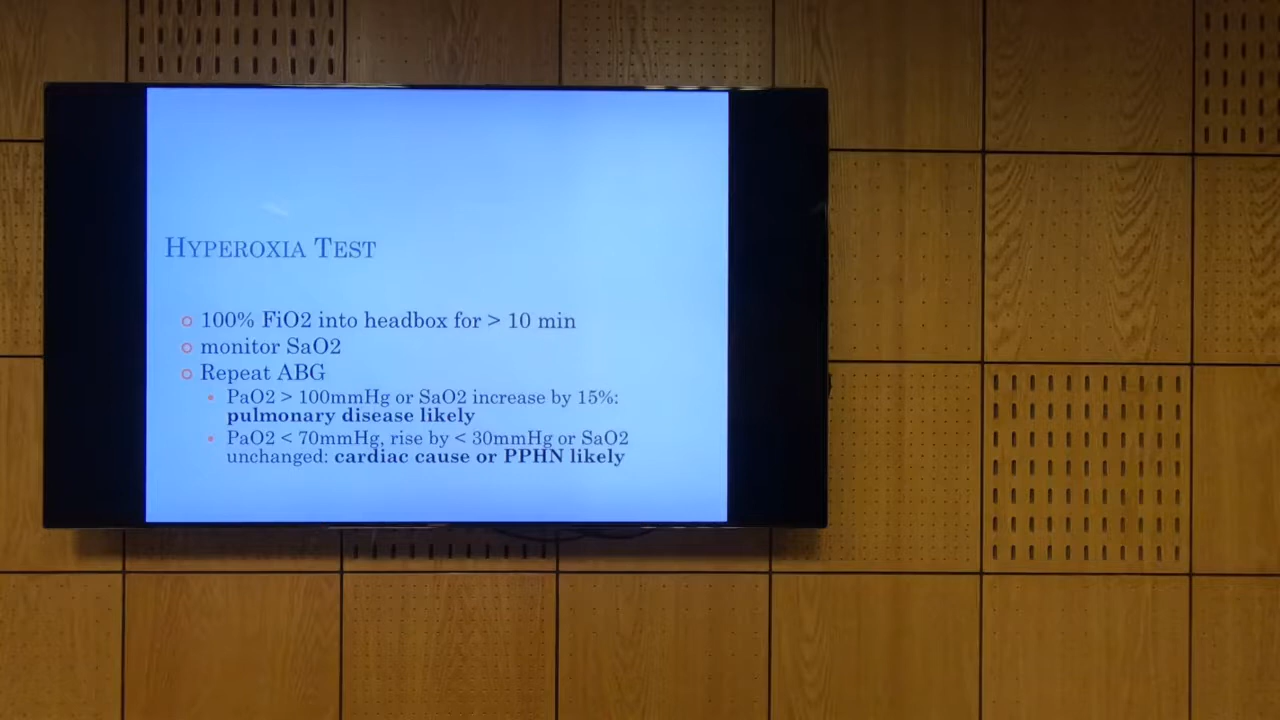 HYPEROXIA TEST
100% FiO2 into headbox for > 10 min
monitor SaO2
Repeat ABG
PaO2 > 100mmHg or SaO2 increase by 15%:
pulmonary disease likely
PaO2 < 70mmHg, rise by < 30mmHg or SaO2
unchanged: cardiac cause or PPHN likely